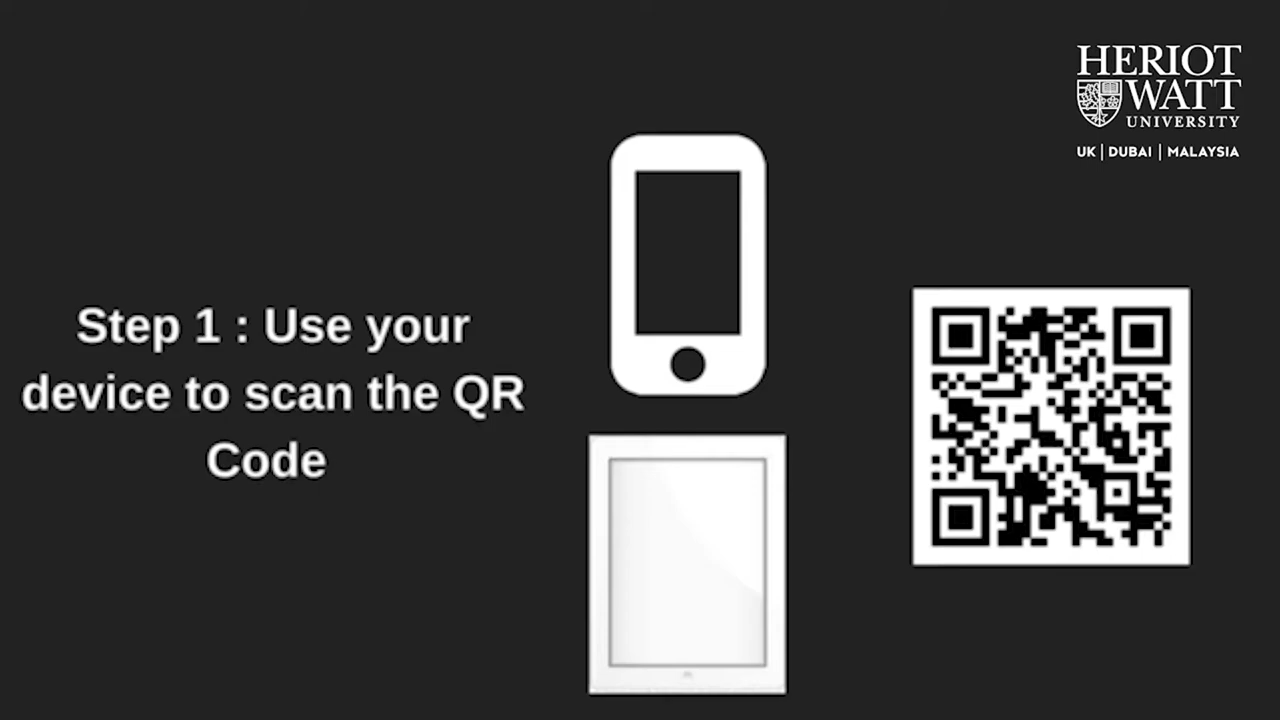 HERIOT
WATT
UNIVERSITY
UK | DUBAI | MALAYSIA
Step 1 : Use your
device to scan the QR
Code